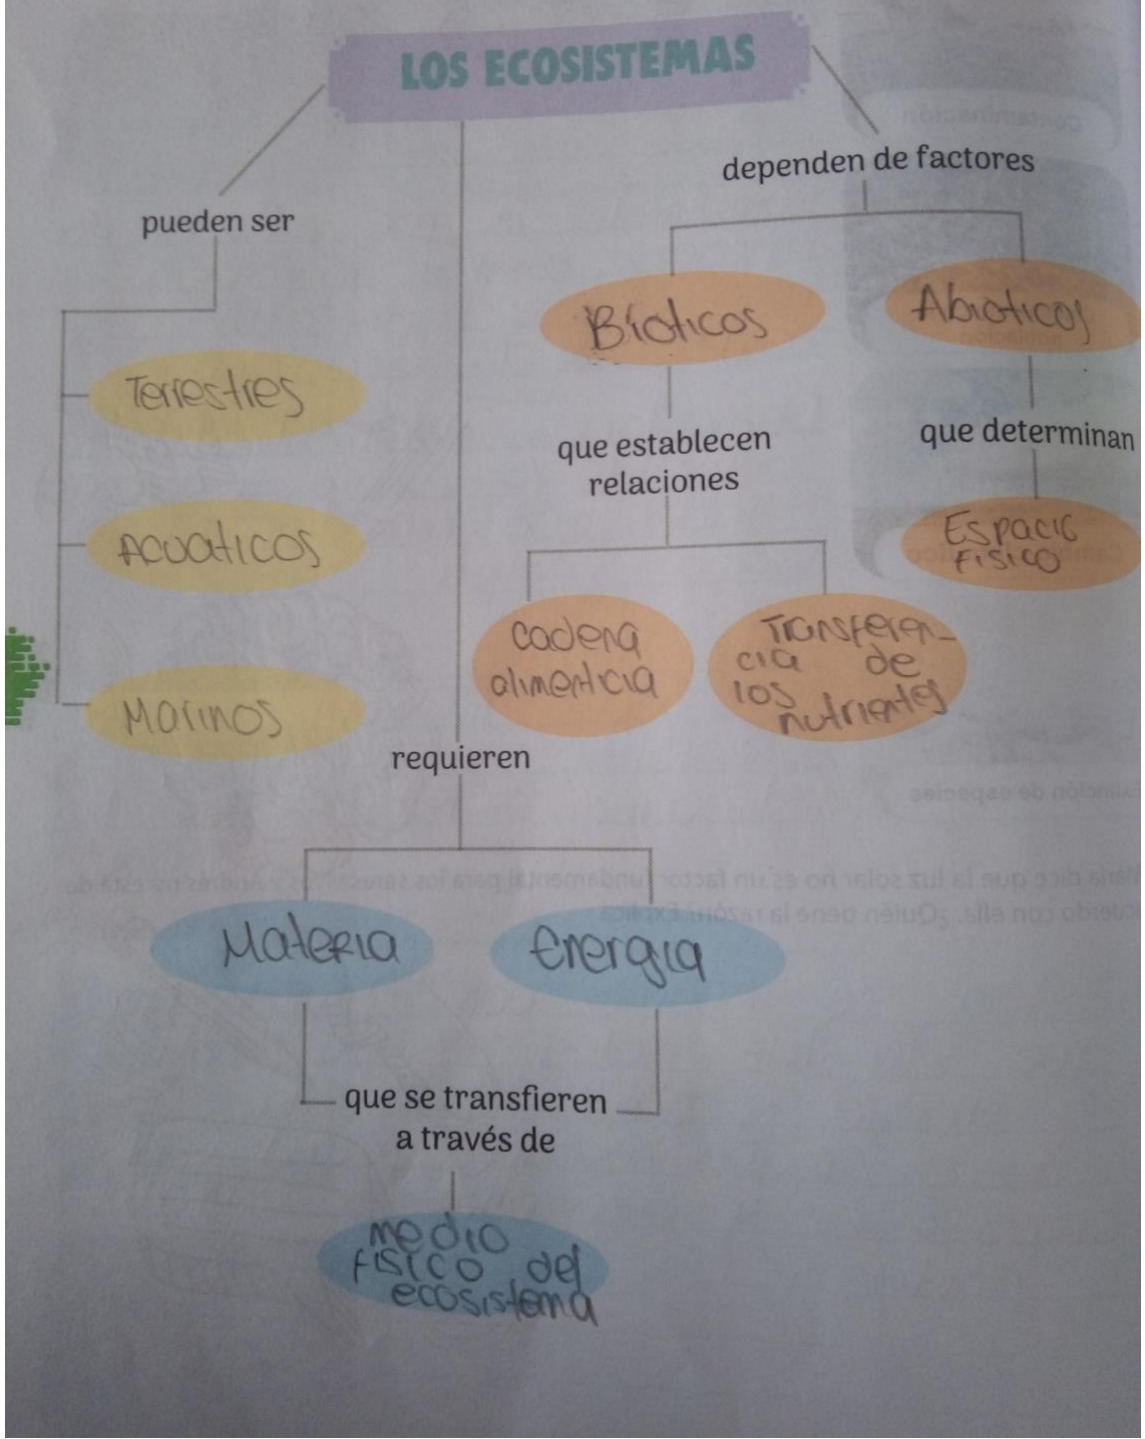 LOS ECOSISTEMAS
pueden ser
Terrestres
Acuaticos
Marinos
requieren
Materia
Energia
que se transfieren
a través de
medio
fisico del
ecosistema
dependen de factores
Bíoticos
que establecen
relaciones
cadena
alimenticia
Transferen-
cia de
los nutrientes
Abioticos
que determinan
Espacio
fisico